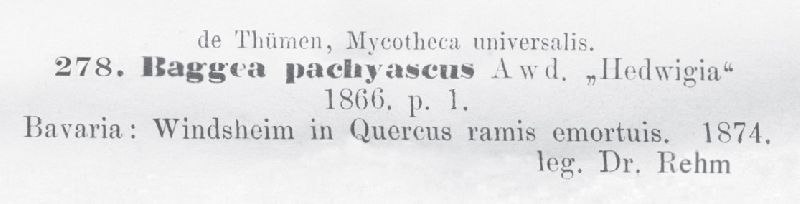 de Thümen, Mycotheca universalis.
278. Baggea pachyascus Awd. „Hedwigia“
1866. p. 1.
Bavaria: Windsheim in Quercus ramis emortuis. 1874.
leg. Dr. Rehm